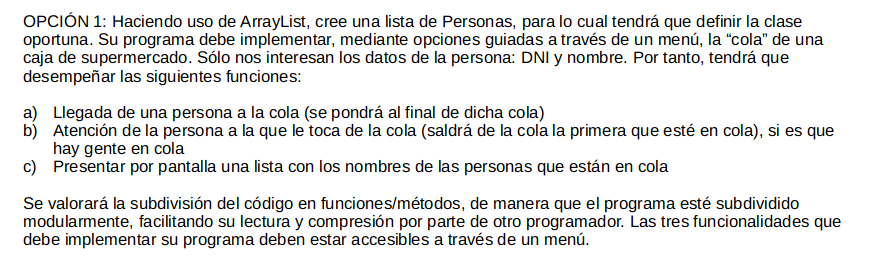 OPCIÓN 1: Haciendo uso de ArrayList, cree una lista de Personas, para lo cual tendrá que definir la clase
oportuna. Su programa debe implementar, mediante opciones guiadas a través de un menú, la “cola” de una
caja de supermercado. Sólo nos interesan los datos de la persona: DNI y nombre. Por tanto, tendrá que
desempeñar las siguientes funciones:
a) Llegada de una persona a la cola (se pondrá al final de dicha cola)
b) Atención de la persona a la que le toca de la cola (saldrá de la cola la primera que esté en cola), si es que
hay gente en cola
c) Presentar por pantalla una lista con los nombres de las personas que están en cola
Se valorará la subdivisión del código en funciones/métodos, de manera que el programa esté subdividido
modularmente, facilitando su lectura y compresión por parte de otro programador. Las tres funcionalidades que
debe implementar su programa deben estar accesibles a través de un menú.